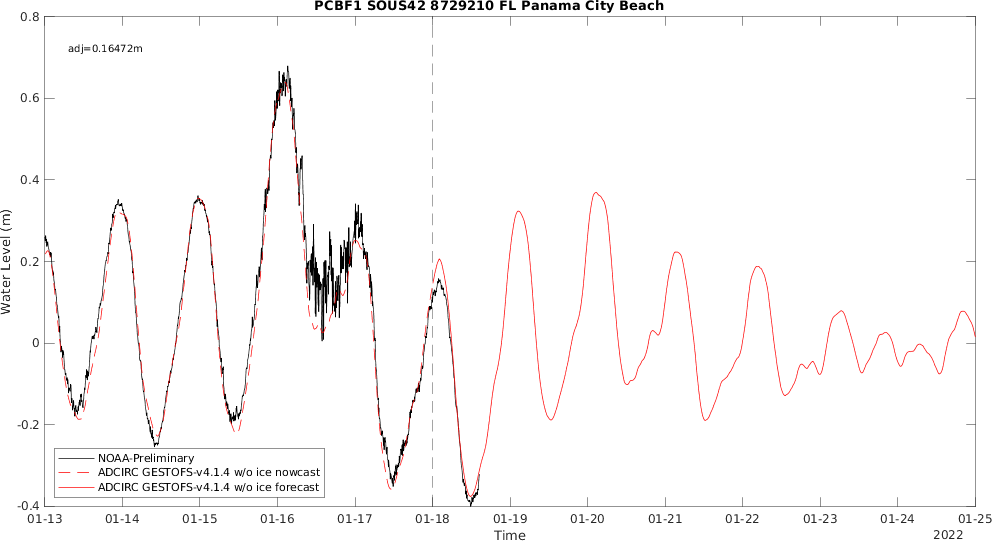 PCBF1 SOUS42 8729210 FL Panama City Beach
adj=0.16472m
0.8
0.6
0.4
0.2
0
-0.2
-0.4
Water Level (m)
NOAA-Preliminary
ADCIRC GESTOFS-v4.1.4 w/o ice nowcast
ADCIRC GESTOFS-v4.1.4 w/o ice forecast
01-13 01-14 01-15 01-16 01-17 01-18 01-19 01-20 01-21 01-22 01-23 01-24 01-25
Time
2022